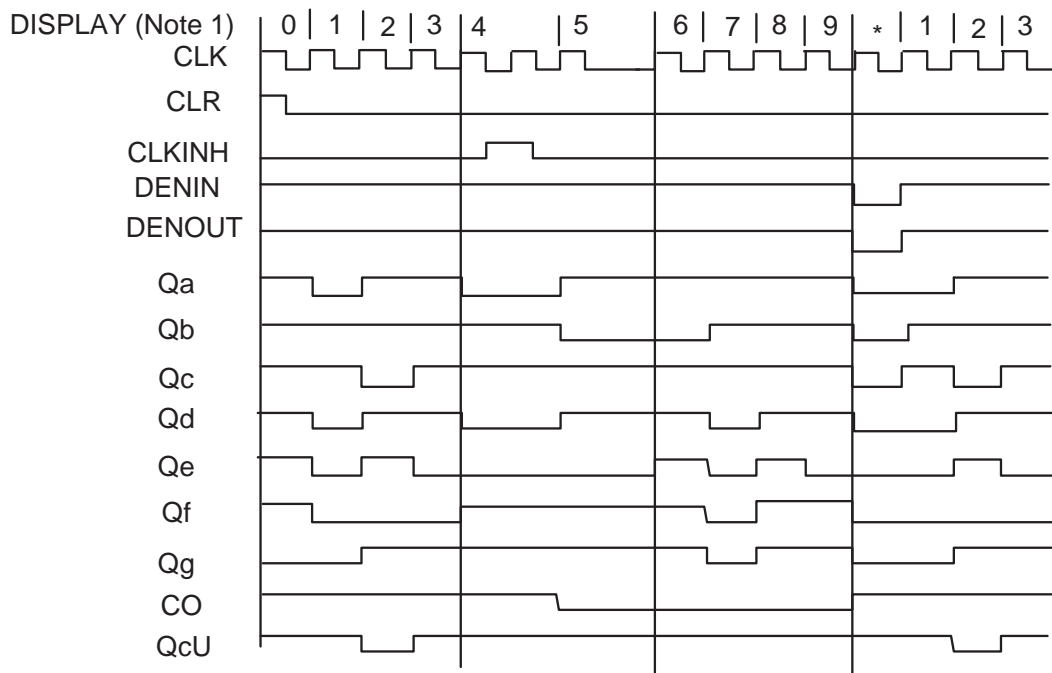 DISPLAY (Note 1) 0 | 1 | 2 | 3 4 | 5 6 | 7 | 8 | 9 * | 1 | 2 | 3
CLK
CLR
CLKINH
DENIN
DENOUT
Qa
Qb
Qc
Qd
Qe
Qf
Qg
CO
QcU